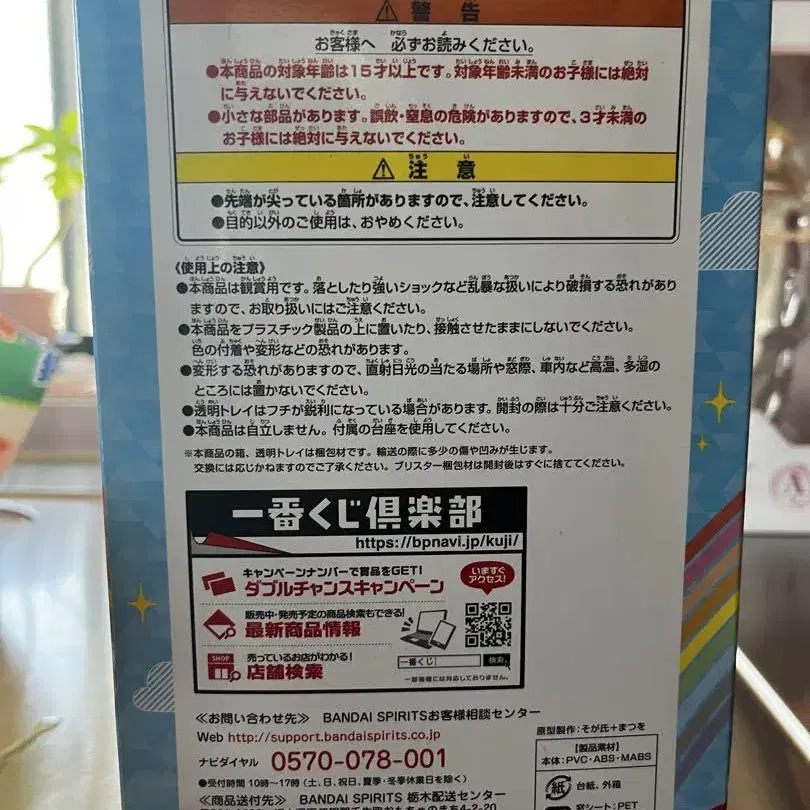 ⚠ 警 告
お客様へ 必ずお読みください。
●本商品の対象年齢は15才以上です。対象年齢未満のお子様には絶対
に与えないでください。
●小さな部品があります。誤飲・窒息の危険がありますので、3才未満の
お子様には絶対に与えないでください。
⚠ 注 意
●先端が尖っている箇所がありますので、注意してください。
●目的以外のご使用は、おやめください。
《使用上の注意》
●本商品は観賞用です。落としたり強いショックなど乱暴な扱いにより破損する恐れがあり
ますので、お取り扱いにはご注意ください。
●本商品をプラスチック製品の上に置いたり、接触させたままにしないでください。
色の付着や変形などの恐れがあります。
●変形する恐れがありますので、直射日光の当たる場所や窓際、車内など高温、多湿の
ところには置かないでください。
●透明トレイはフチが鋭利になっている場合があります。開封の際は十分ご注意ください。
●本商品は自立しません。付属の台座を使用してください。
※本商品の箱、透明トレイは梱包材です。輸送の際に多少の傷や凹みが生じます。
交換には応じかねますのでご了承ください。ブリスター梱包材は開封後はすぐに捨ててください。
一番くじ倶楽部
https://bpnavi.jp/kuji/
キャンペーンナンバーで賞品をGET!
ダブルチャンスキャンペーン
いますぐ
アクセス!
販売中・発売予定の商品検索もできる!
最新商品情報
SHOP
売っているお店がわかる!
店舗検索
一番くじ 検索
≪お問い合わせ先≫ BANDAI SPIRITSお客様相談センター
Web http://support.bandaispirits.co.jp
ナビダイヤル 0570-078-001
●受付時間 10時~17時(土、日、祝日、夏季・冬季休業日を除く)
≪商品送付先≫ BANDAI SPIRITS 栃木配送センター
原型製作:そが氏+まつを
【製品素材】
本体:PVC・ABS・MABS
紙 台紙、外箱
窓シート:PET